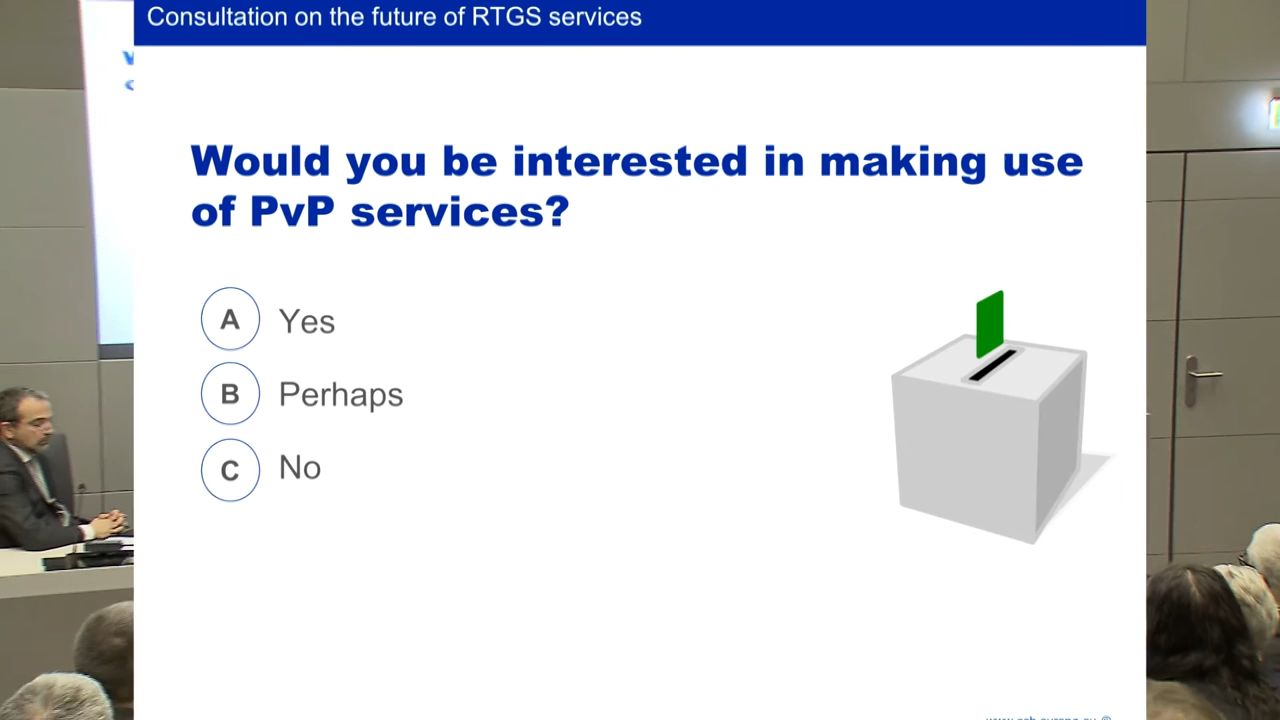 Consultation on the future of RTGS services
Would you be interested in making use
of PvP services?
A Yes
B Perhaps
C No